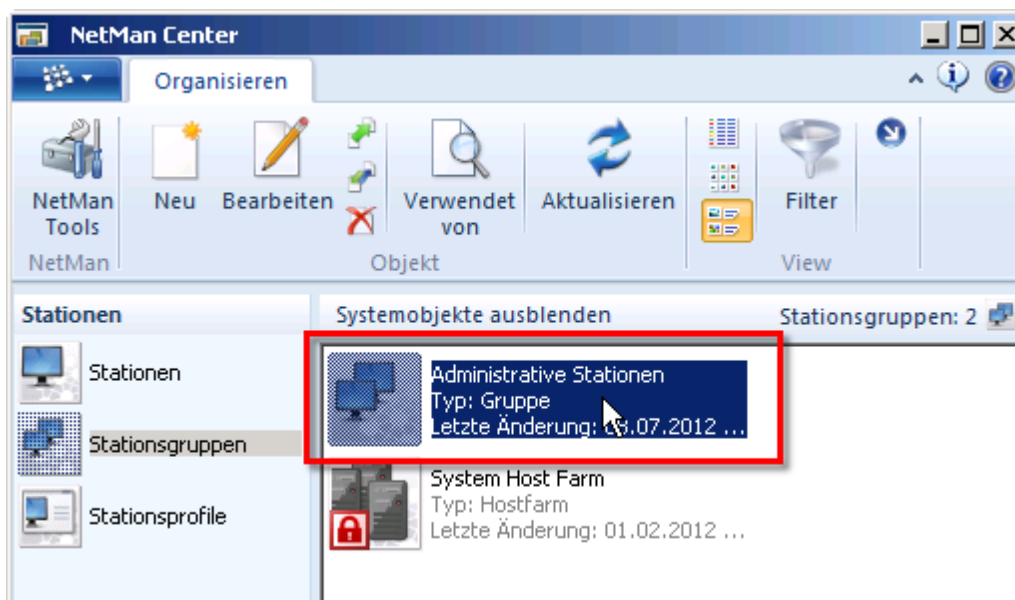 NetMan Center
Organisieren
NetMan Tools
Neu
Bearbeiten
Verwendet von
Aktualisieren
Filter
NetMan
Objekt
View
Stationen
Systemobjekte ausblenden
Stationsgruppen: 2
Stationen
Stationsgruppen
Stationsprofile
Administrative Stationen
Typ: Gruppe
Letzte Änderung: .07.2012 ...
System Host Farm
Typ: Hostfarm
Letzte Änderung: 01.02.2012 ...